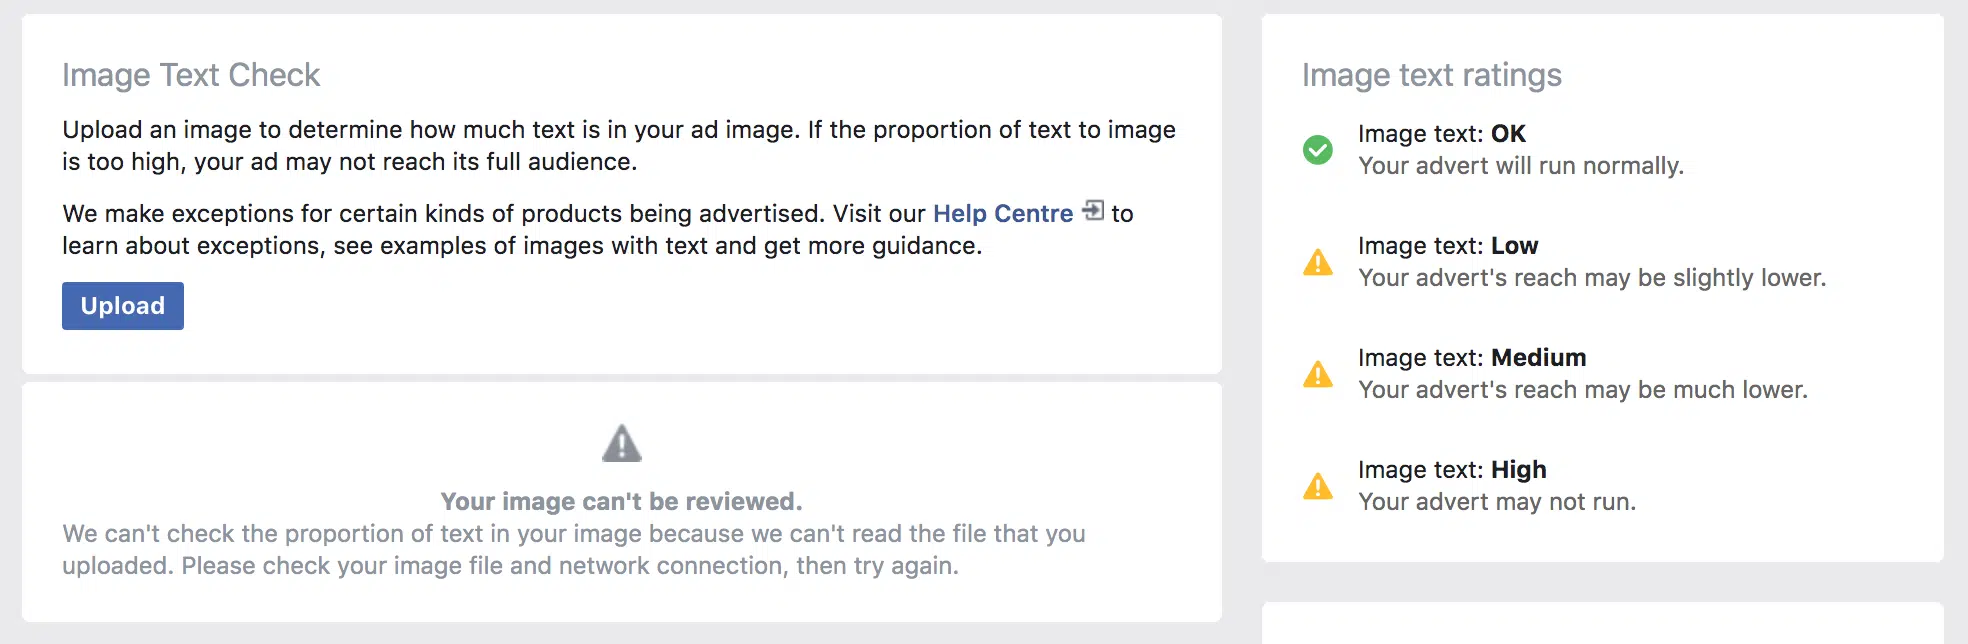 Image Text Check
Upload an image to determine how much text is in your ad image. If the proportion of text to image
is too high, your ad may not reach its full audience.
We make exceptions for certain kinds of products being advertised. Visit our Help Centre to
learn about exceptions, see examples of images with text and get more guidance.
Upload
Your image can't be reviewed.
We can't check the proportion of text in your image because we can't read the file that you
uploaded. Please check your image file and network connection, then try again.
Image text ratings
Image text: OK
Your advert will run normally.
Image text: Low
Your advert's reach may be slightly lower.
Image text: Medium
Your advert's reach may be much lower.
Image text: High
Your advert may not run.